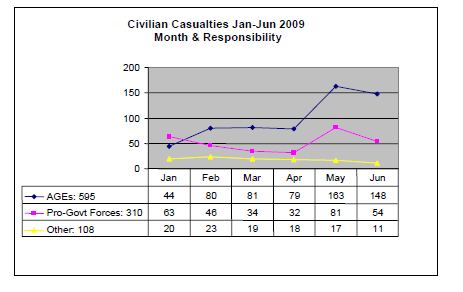 Civilian Casualties Jan-Jun 2009
Month & Responsibility
200
150
100
50
0
Jan Feb Mar Apr May Jun
AGEs: 595 44 80 81 79 163 148
Pro-Govt Forces: 310 63 46 34 32 81 54
Other: 108 20 23 19 18 17 11